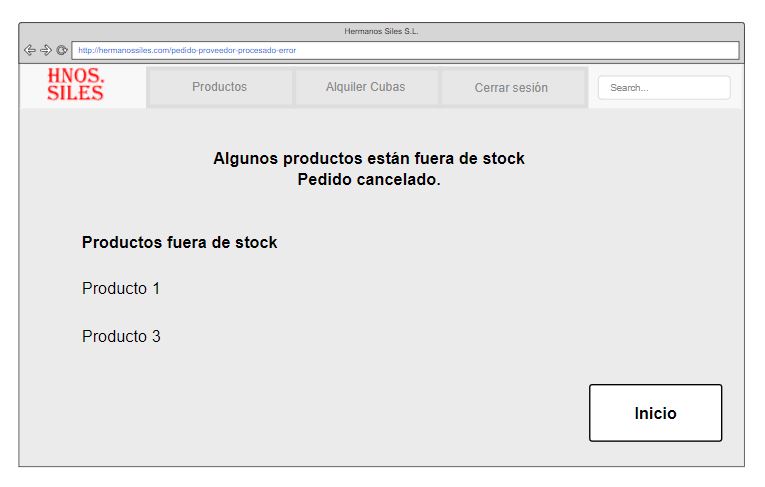 Hermanos Siles S.L.
http://hermanossiles.com/pedido-proveedor-procesado-error
HNOS.
SILES
Productos
Alquiler Cubas
Cerrar sesión
Search...
Algunos productos están fuera de stock
Pedido cancelado.
Productos fuera de stock
Producto 1
Producto 3
Inicio